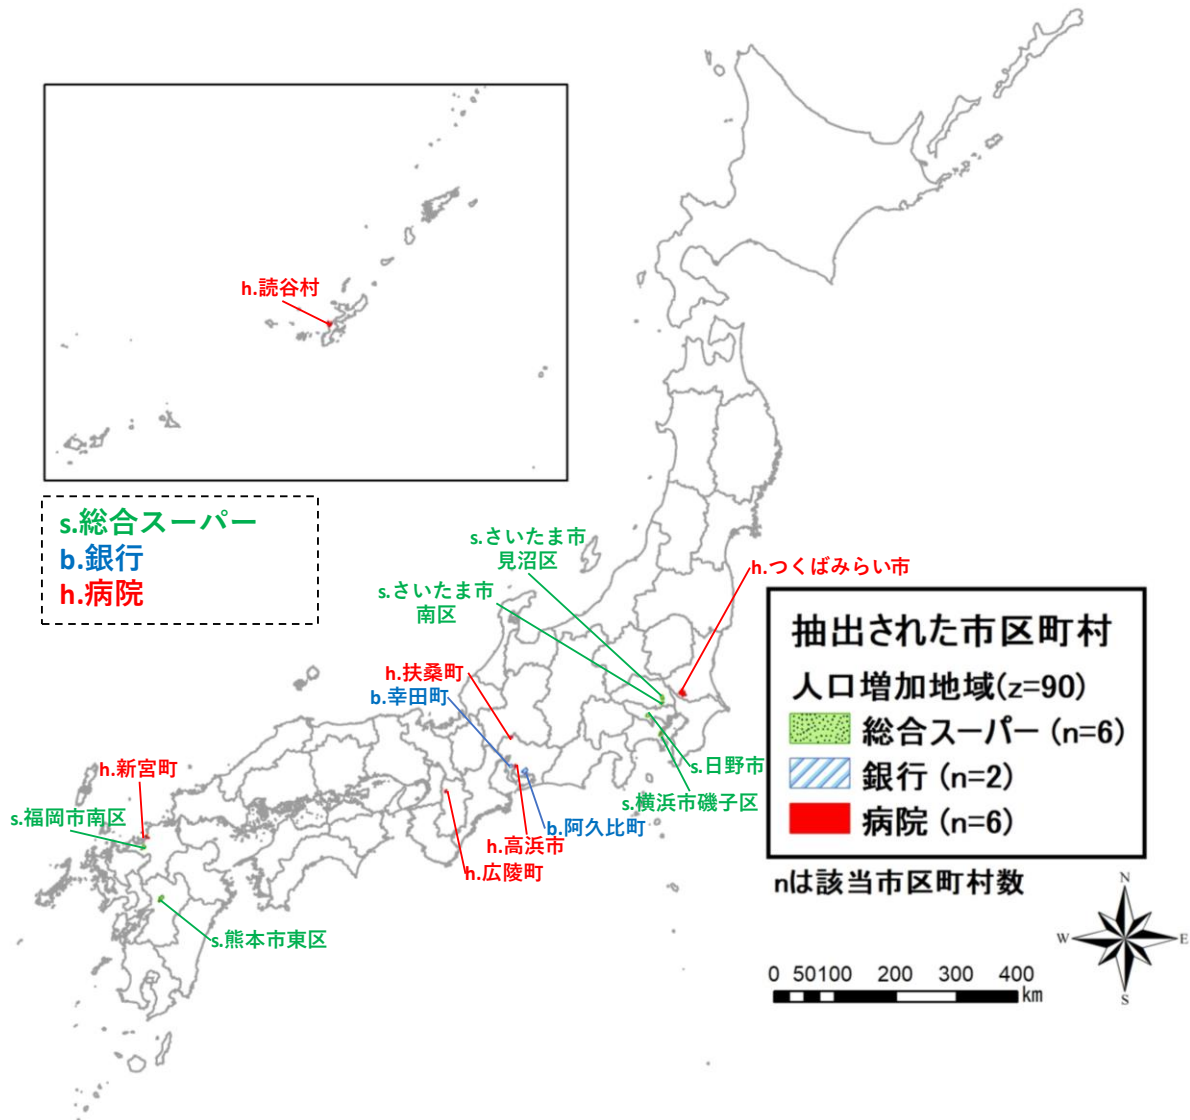 h.読谷村
s.総合スーパー
b.銀行
h.病院
s.さいたま市
見沼区
s.さいたま市
南区
h.つくばみらい市
h.扶桑町
b.幸田町
h.新宮町
s.福岡市南区
s.日野市
s.横浜市磯子区
b.阿久比町
h.高浜市
h.広陵町
s.熊本市東区
抽出された市区町村
人口増加地域(z=90)
総合スーパー (n=6)
銀行 (n=2)
病院 (n=6)
nは該当市区町村数
N
W E
S
0 50 100 200 300 400
km